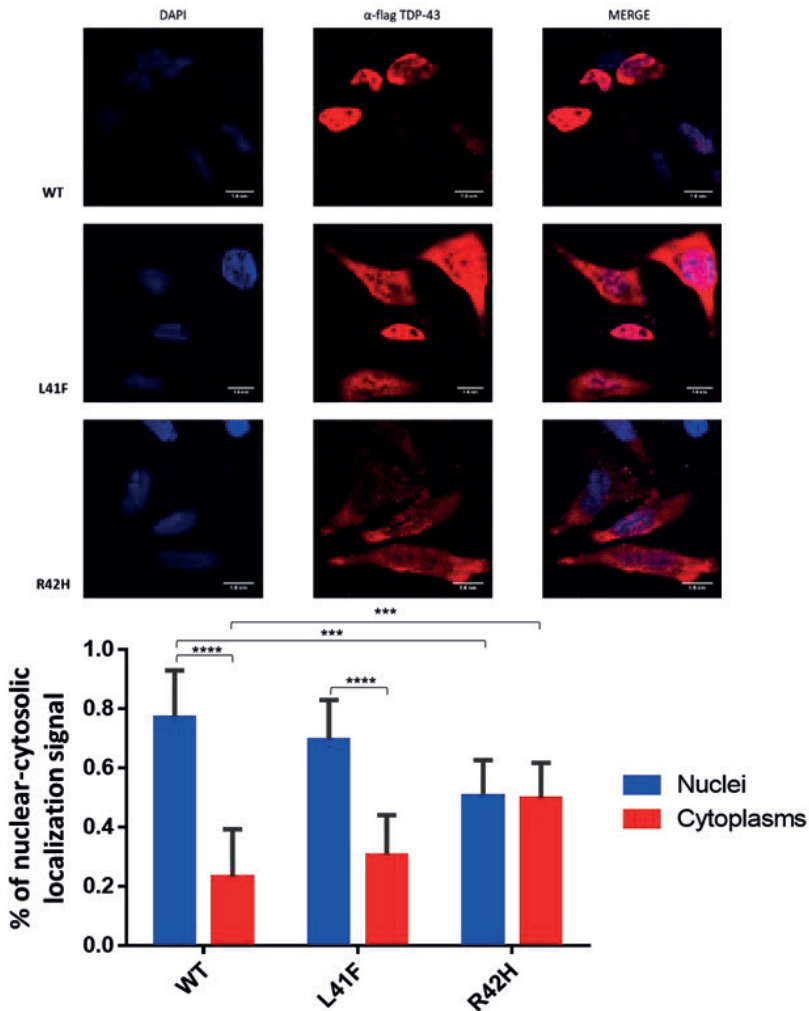 DAPI
α-flag TDP-43
MERGE
WT
L41F
R42H
***
***
****
****
% of nuclear-cytosolic
localization signal
1.0
0.8
0.6
0.4
0.2
0.0
WT
L41F
R42H
Nuclei
Cytoplasms